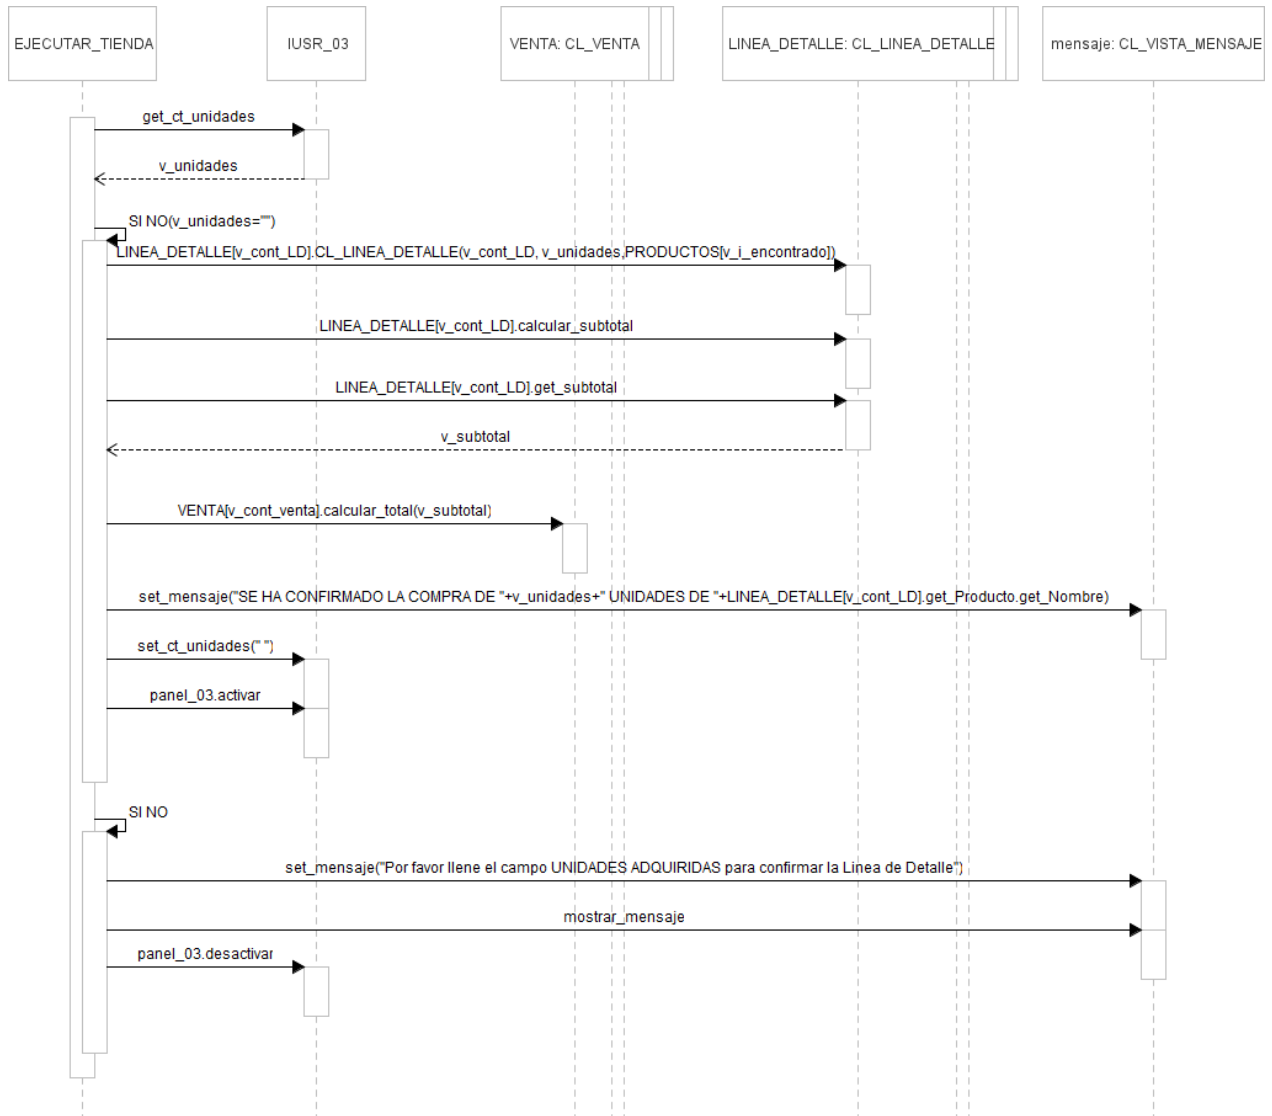 EJECUTAR_TIENDA
IUSR_03
VENTA: CL_VENTA
LINEA_DETALLE: CL_LINEA_DETALLE
mensaje: CL_VISTA_MENSAJE
get_ct_unidades
v_unidades
SI NO(v_unidades="")
LINEA_DETALLE[v_cont_LD].CL_LINEA_DETALLE(v_cont_LD, v_unidades,PRODUCTOS[v_i_encontrado])
LINEA_DETALLE[v_cont_LD].calcular_subtotal
LINEA_DETALLE[v_cont_LD].get_subtotal
v_subtotal
VENTA[v_cont_venta].calcular_total(v_subtotal)
set_mensaje("SE HA CONFIRMADO LA COMPRA DE "+v_unidades+" UNIDADES DE "+LINEA_DETALLE[v_cont_LD].get_Producto.get_Nombre)
set_ct_unidades(" ")
panel_03.activar
SI NO
set_mensaje("Por favor llene el campo UNIDADES ADQUIRIDAS para confirmar la Linea de Detalle")
mostrar_mensaje
panel_03.desactivar